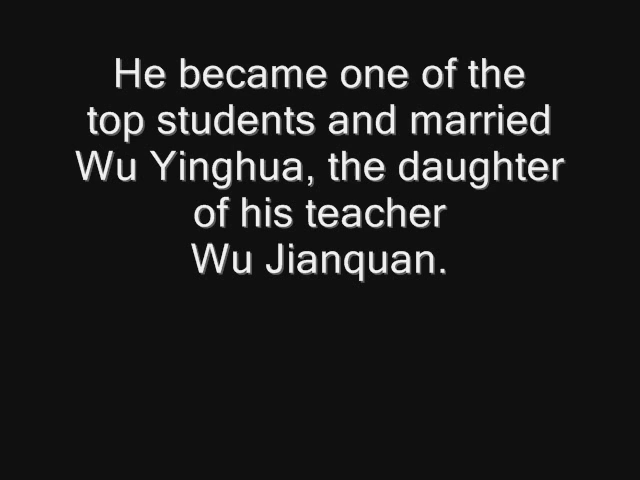 He became one of the
top students and married
Wu Yinghua, the daughter
of his teacher
Wu Jianquan.